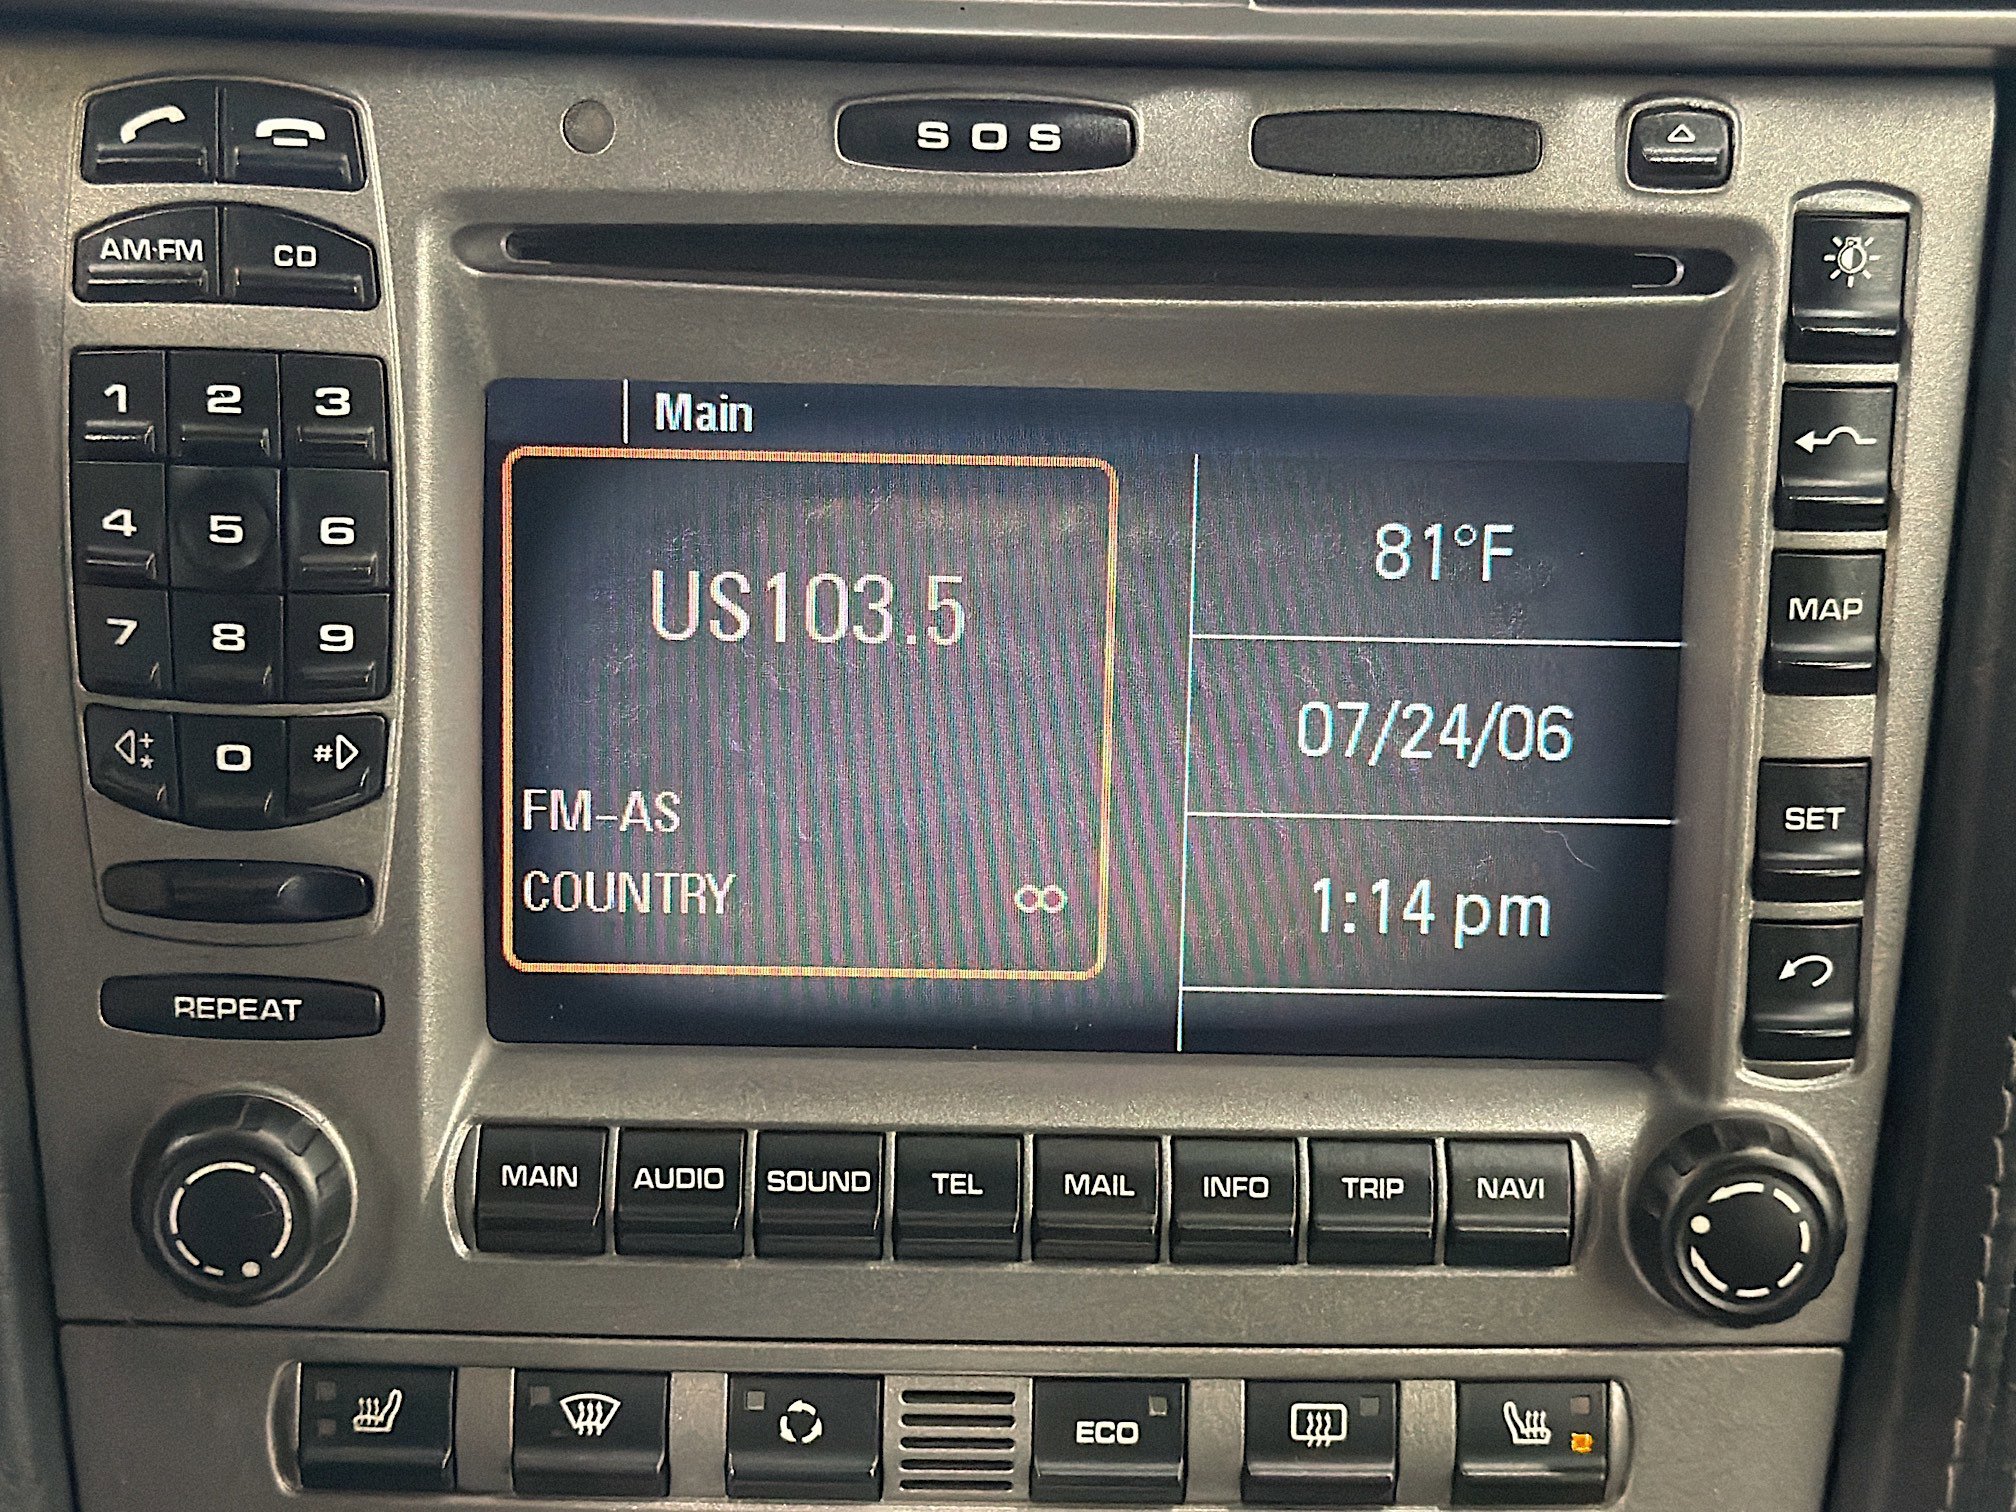 SOS
AM·FM CD
1 2 3
4 5 6
7 8 9
+
* 0 #
REPEAT
Main
US103.5
FM-AS
COUNTRY
81°F
07/24/06
1:14 pm
MAP
SET
MAIN AUDIO SOUND TEL MAIL INFO TRIP NAVI
ECO